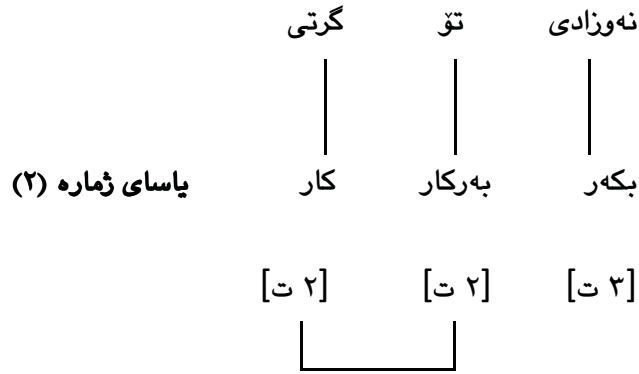 نەوزادی تۆ گرتی
بکەر بەرکار کار یاسای ژمارە (٢)
[٣ ت] [٢ ت] [٢ ت]